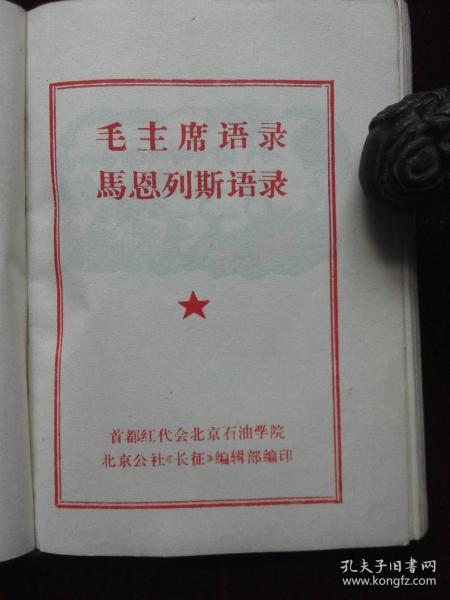 毛主席语录
馬恩列斯语录
首都红代会北京石油学院
北京公社《长征》编辑部编印
孔夫子旧书网
www.kongfz.com